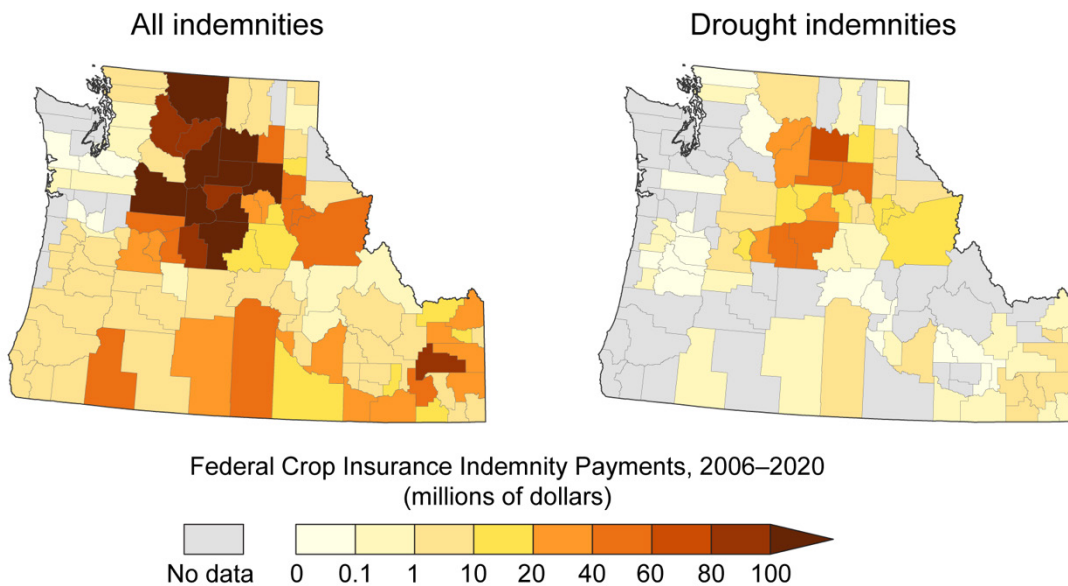 All indemnities
Drought indemnities
Federal Crop Insurance Indemnity Payments, 2006–2020
(millions of dollars)
No data
0 0.1 1 10 20 40 60 80 100